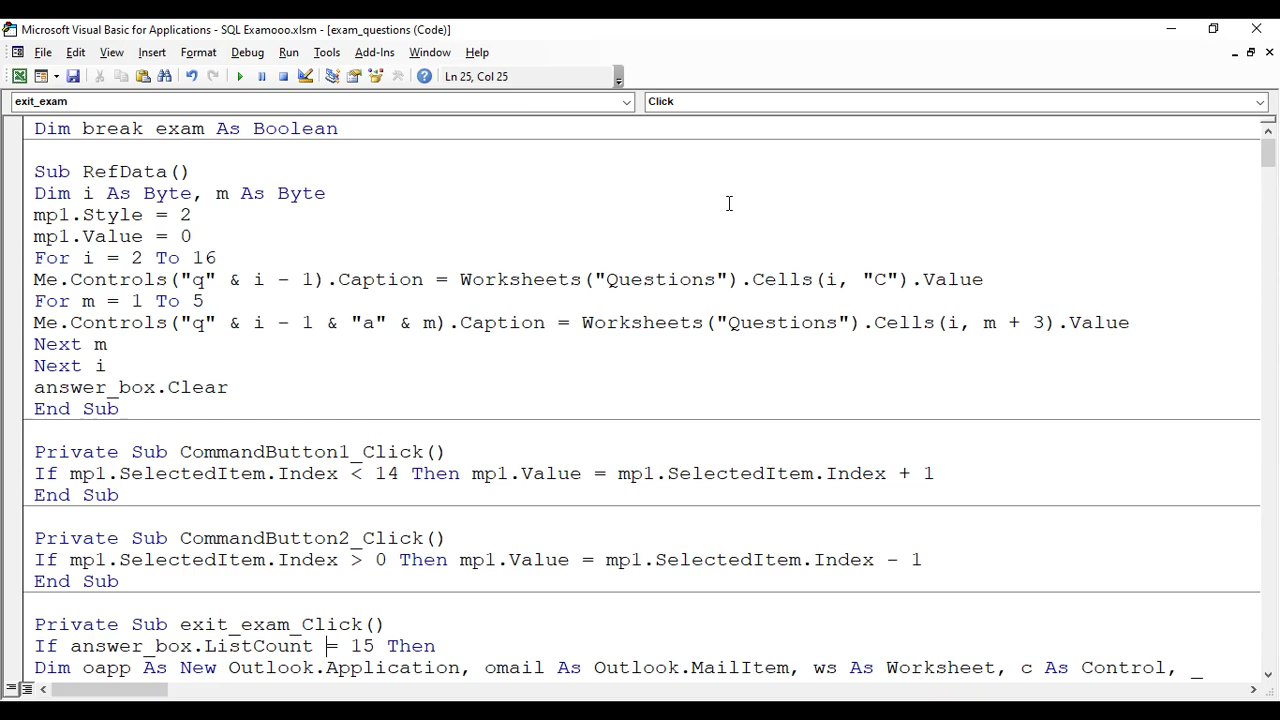 Microsoft Visual Basic for Applications - SQL Examooo.xlsm - [exam_questions (Code)]
File Edit View Insert Format Debug Run Tools Add-Ins Window Help
Ln 25, Col 25
exit_exam Click
Dim break exam As Boolean
Sub RefData()
Dim i As Byte, m As Byte
mp1.Style = 2
mp1.Value = 0
For i = 2 To 16
Me.Controls("q" & i - 1).Caption = Worksheets("Questions").Cells(i, "C").Value
For m = 1 To 5
Me.Controls("q" & i - 1 & "a" & m).Caption = Worksheets("Questions").Cells(i, m + 3).Value
Next m
Next i
answer_box.Clear
End Sub
Private Sub CommandButton1_Click()
If mp1.SelectedItem.Index < 14 Then mp1.Value = mp1.SelectedItem.Index + 1
End Sub
Private Sub CommandButton2_Click()
If mp1.SelectedItem.Index > 0 Then mp1.Value = mp1.SelectedItem.Index - 1
End Sub
Private Sub exit_exam_Click()
If answer_box.ListCount = 15 Then
Dim oapp As New Outlook.Application, omail As Outlook.MailItem, ws As Worksheet, c As Control, _